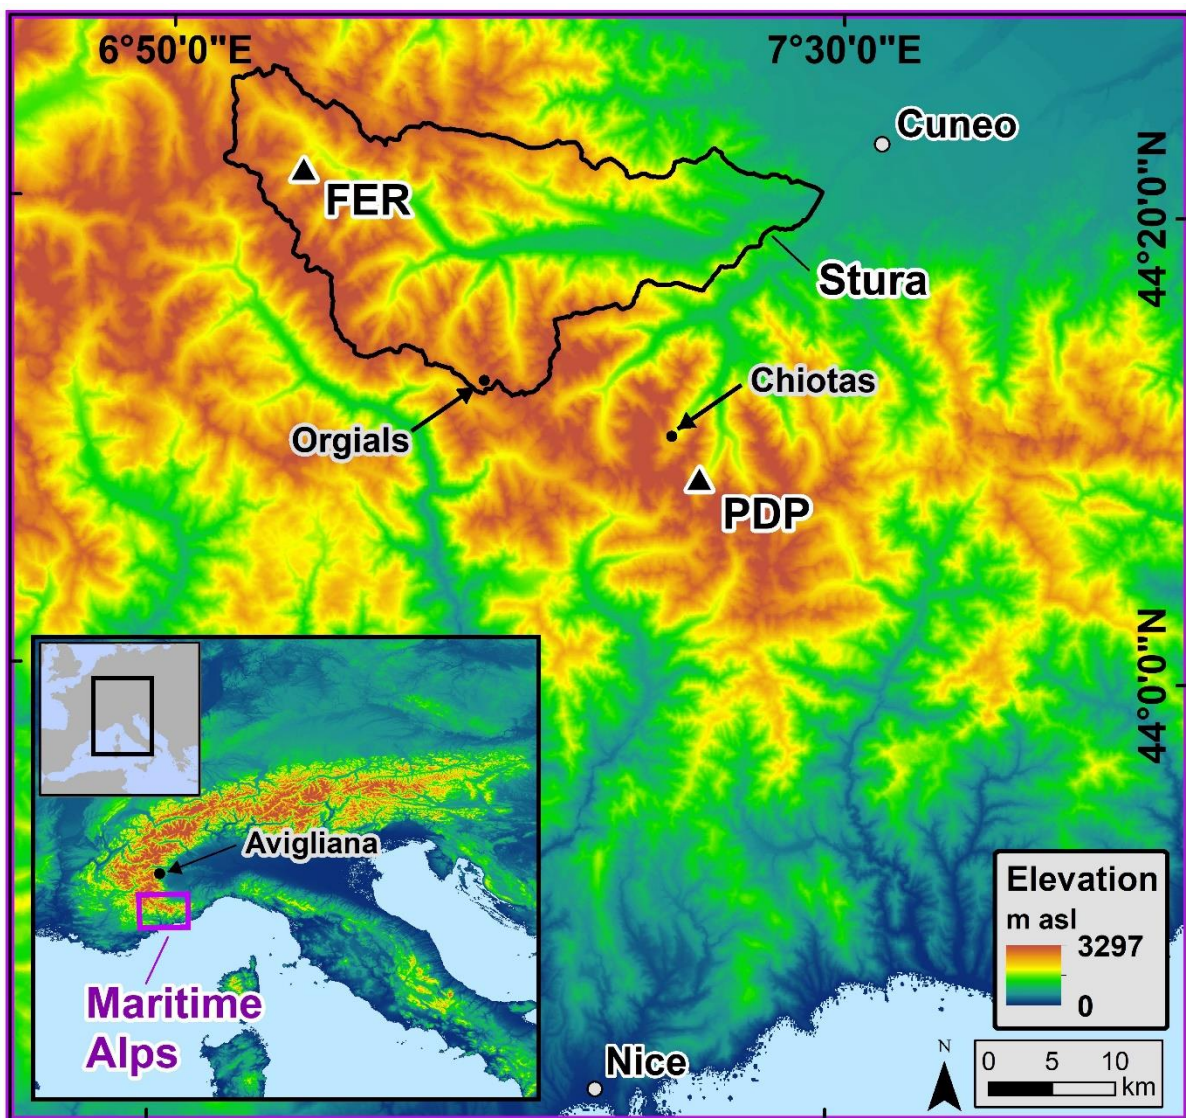 6°50'0"E
7°30'0"E
Cuneo
FER
44°20'0"N
Stura
Chiotas
Orgials
PDP
44°0'0"N
Avigliana
Maritime
Alps
Elevation
m asl
3297
0
Nice
N
0 5 10
km